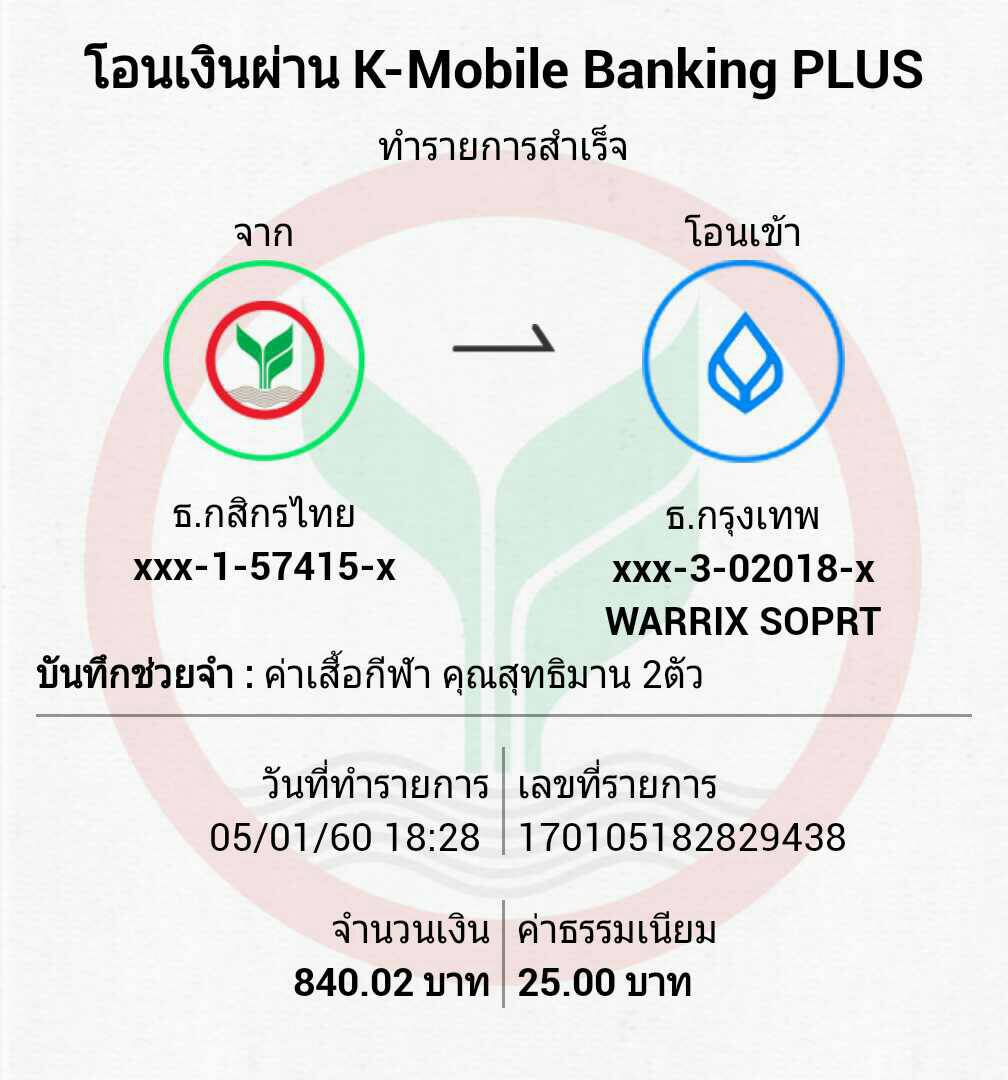 โอนเงินผ่าน K-Mobile Banking PLUS
ทำรายการสำเร็จ
จาก
โอนเข้า
ธ.กสิกรไทย
xxx-1-57415-x
ธ.กรุงเทพ
xxx-3-02018-x
WARRIX SOPRT
บันทึกช่วยจำ : ค่าเสื้อกีฬา คุณสุทธิมาน 2ตัว
วันที่ทำรายการ
05/01/60 18:28
เลขที่รายการ
170105182829438
จำนวนเงิน
840.02 บาท
ค่าธรรมเนียม
25.00 บาท